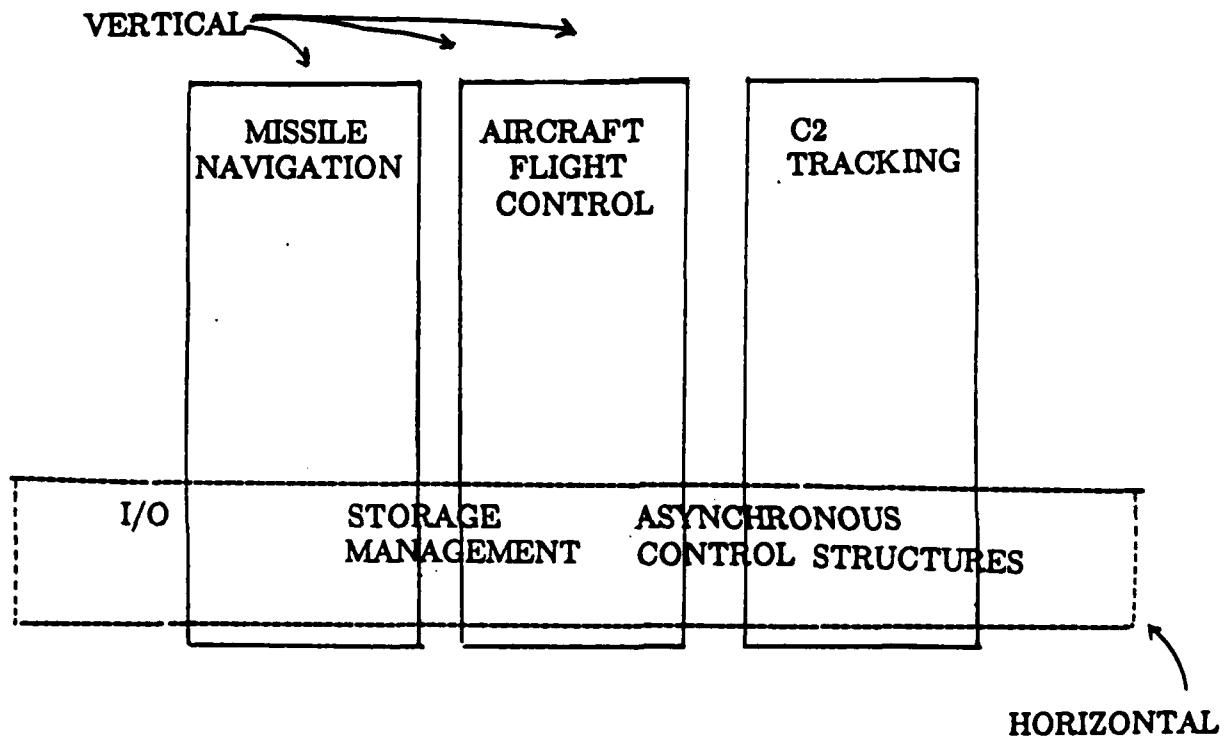 VERTICAL
MISSILE
NAVIGATION
AIRCRAFT
FLIGHT
CONTROL
C2
TRACKING
I/O
STORAGE
MANAGEMENT
ASYNCHRONOUS
CONTROL STRUCTURES
HORIZONTAL